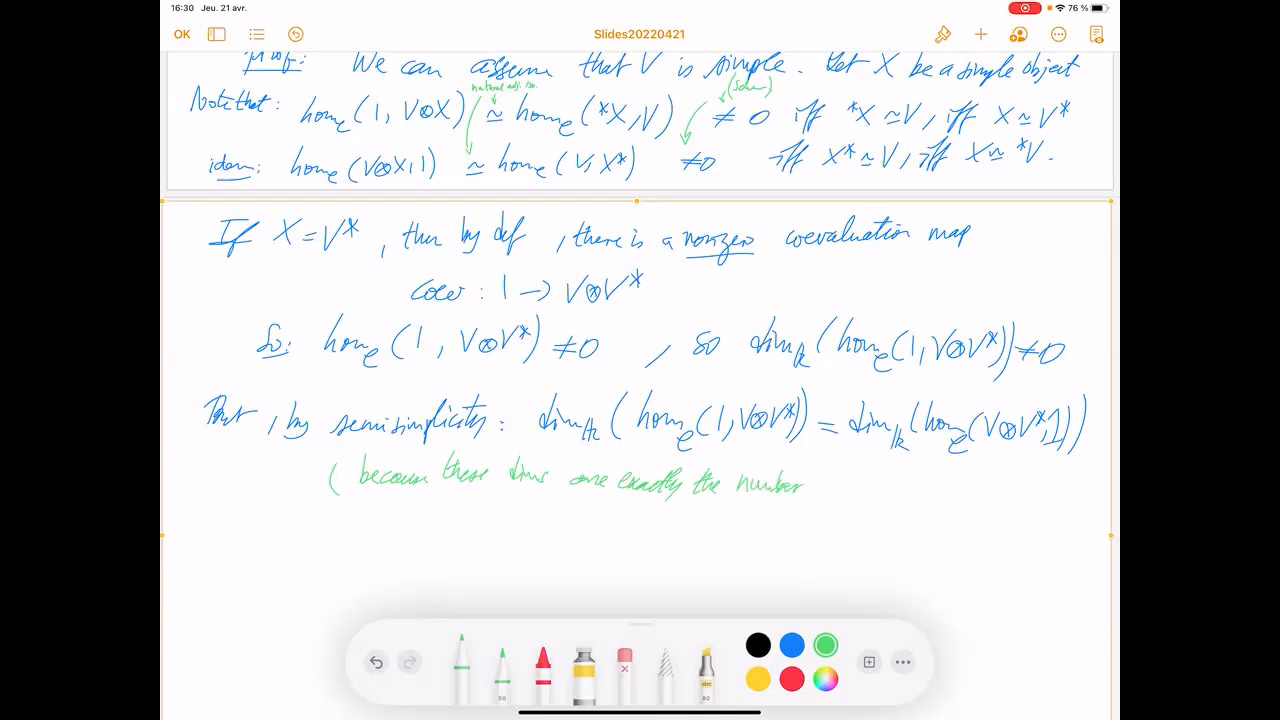 16:30 Jeu. 21 avr.
76 %
OK
Slides20220421
Proof: We can assume that V is simple. Let X be a simple object
natural adj. iso.
(Schur)
Note that: hom_C(1, V⊗X) ≃ hom_C(*X, V) ≠ 0 iff *X ≃ V, iff X ≃ V*
idem: hom_C(V⊗X, 1) ≃ hom_C(V, X*) ≠ 0 iff X* ≃ V, iff X ≃ *V.
If X = V*, then by def, there is a nonzero coevaluation map
coev : 1 → V⊗V*
So: hom_C(1, V⊗V*) ≠ 0, so dim_k(hom_C(1, V⊗V*)) ≠ 0
But, by semisimplicity: dim_k(hom_C(1, V⊗V*)) = dim_k(hom_C(V⊗V*, 1))
( because these dims are exactly the number
50
80